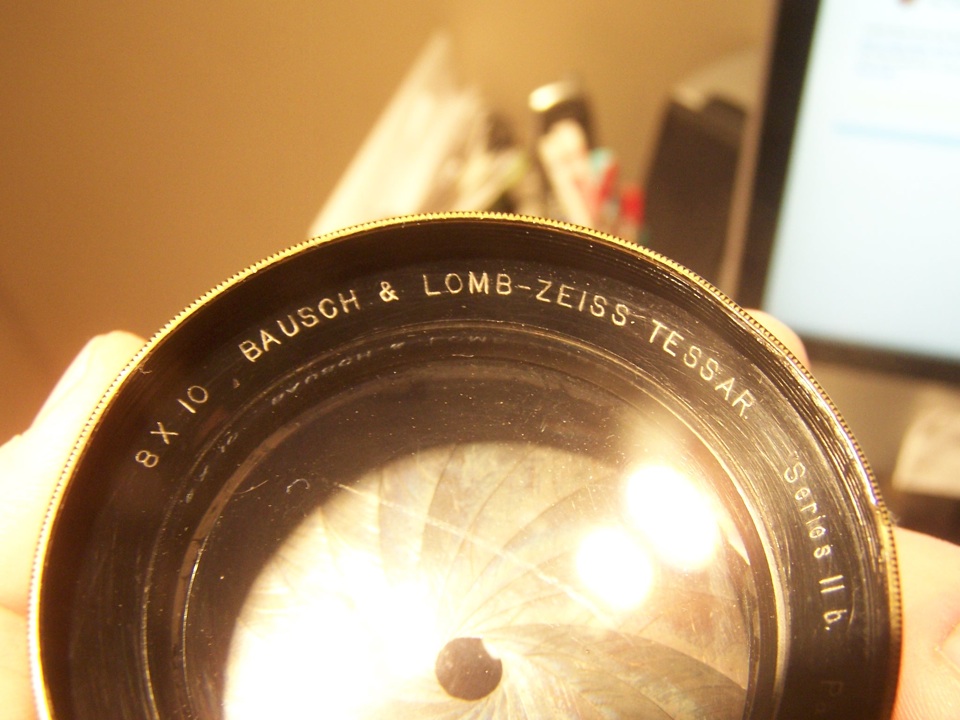 8 X 10 BAUSCH & LOMB-ZEISS TESSAR Series II b.